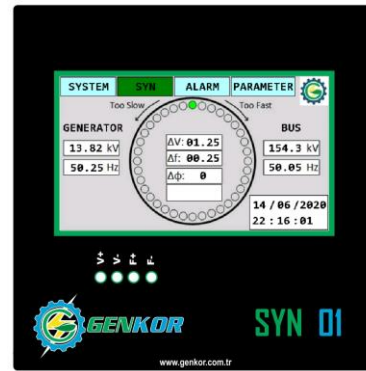 SYSTEM SYN ALARM PARAMETER
Too Slow Too Fast
GENERATOR BUS
13.82 kV
50.25 Hz
ΔV: 01.25
Δf: 00.25
Δφ: 0
154.3 kV
50.05 Hz
14/06/2020
22:16:01
V+ V- F+ F-
GENKOR
SYN 01
www.genkor.com.tr